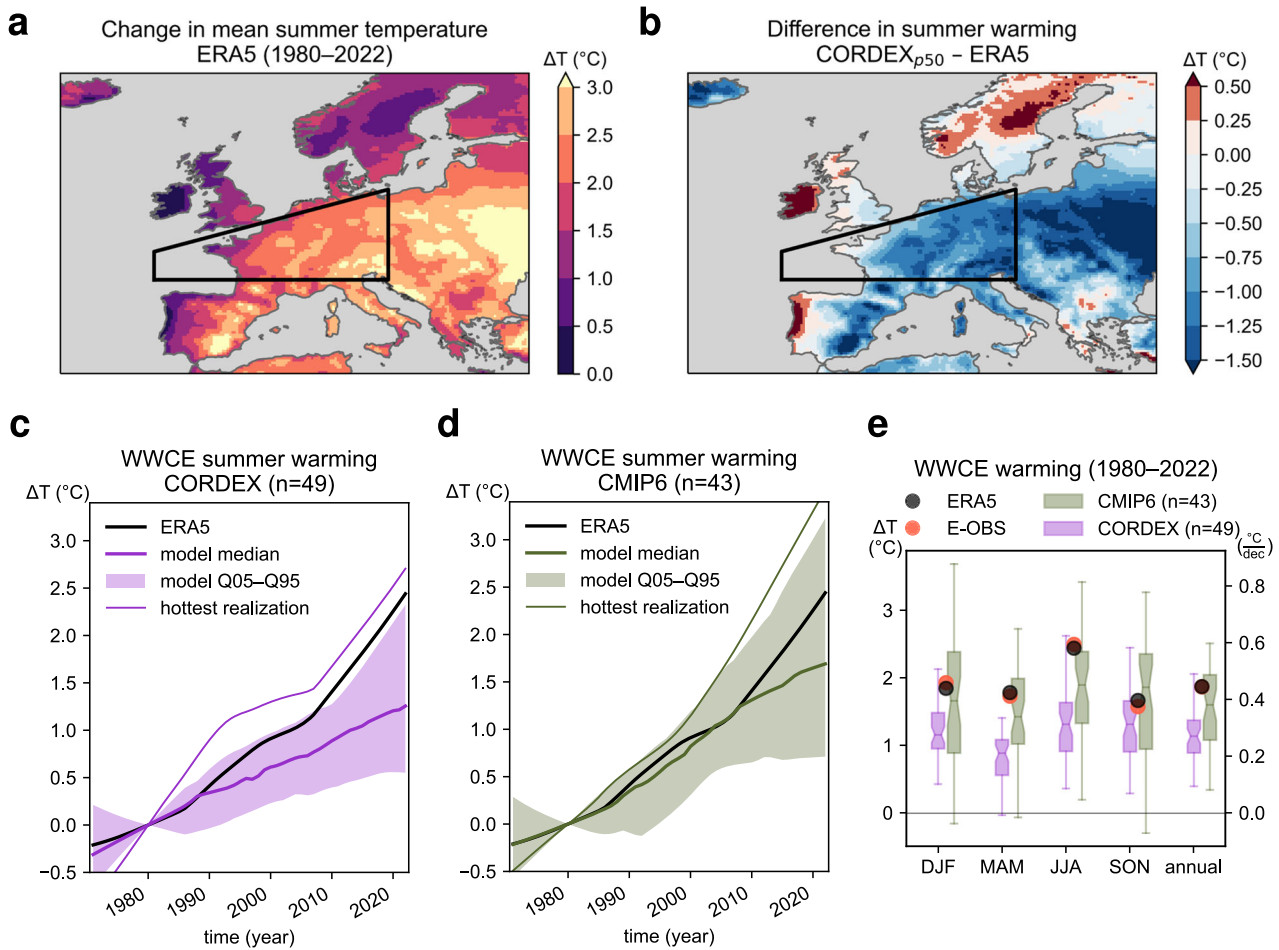 a
Change in mean summer temperature
ERA5 (1980–2022)
ΔT (°C)
3.0
2.5
2.0
1.5
1.0
0.5
0.0
b
Difference in summer warming
CORDEXp50 – ERA5
ΔT (°C)
0.50
0.25
0.00
−0.25
−0.50
−0.75
−1.00
−1.25
−1.50
c
WWCE summer warming
CORDEX (n=49)
ΔT (°C)
ERA5
model median
model Q05–Q95
hottest realization
3.0
2.5
2.0
1.5
1.0
0.5
0.0
−0.5
1980
1990
2000
2010
2020
time (year)
d
WWCE summer warming
CMIP6 (n=43)
ΔT (°C)
ERA5
model median
model Q05–Q95
hottest realization
3.0
2.5
2.0
1.5
1.0
0.5
0.0
−0.5
1980
1990
2000
2010
2020
time (year)
e
WWCE warming (1980–2022)
ERA5
CMIP6 (n=43)
E-OBS
CORDEX (n=49)
ΔT
(°C)
(°C/dec)
3
2
1
0
0.8
0.6
0.4
0.2
0.0
DJF
MAM
JJA
SON
annual